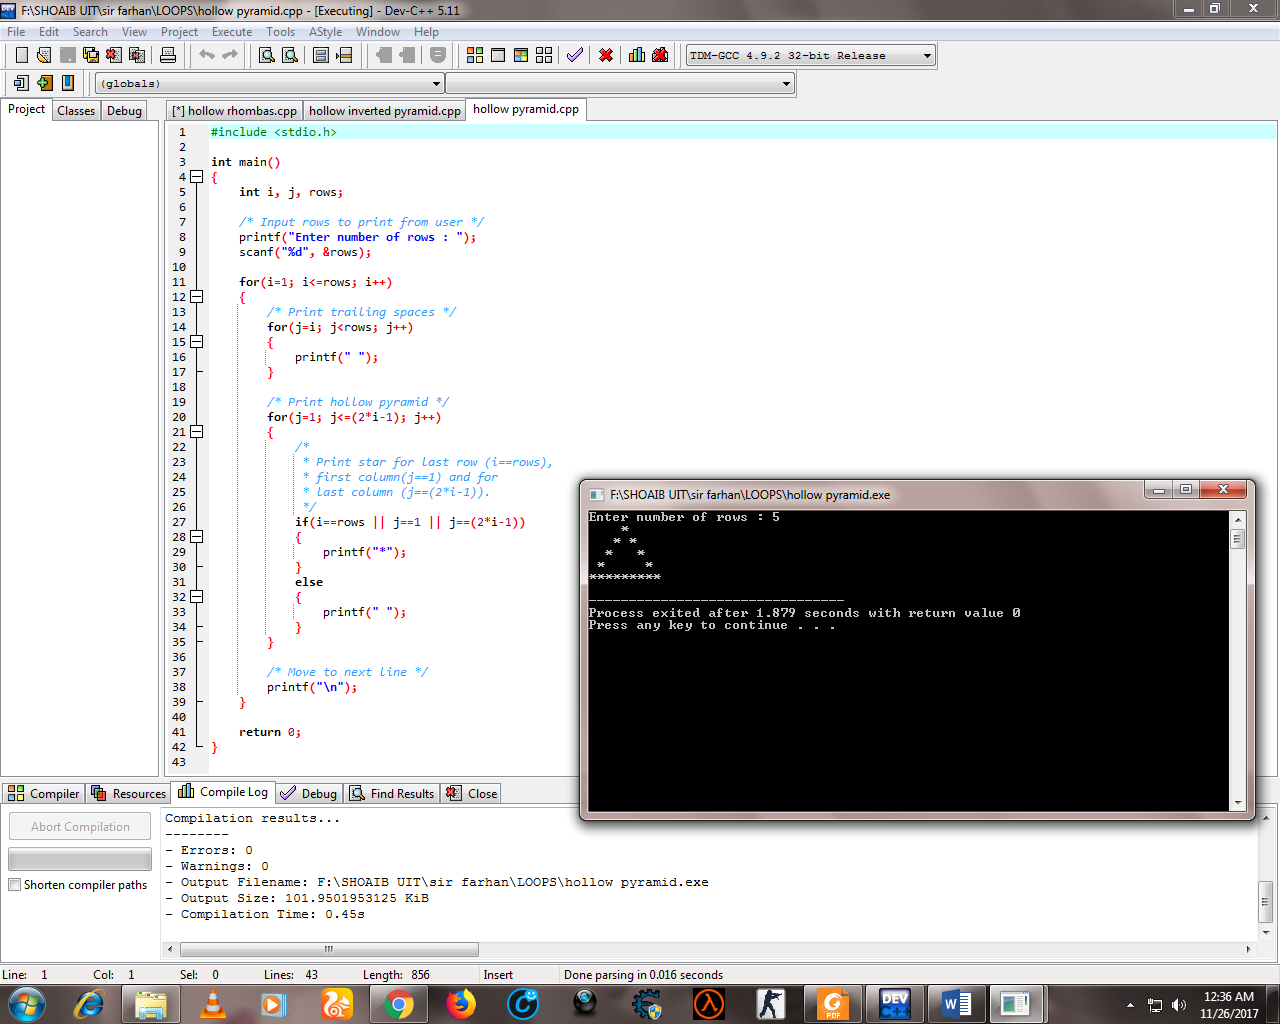 F:\SHOAIB UIT\sir farhan\LOOPS\hollow pyramid.cpp - [Executing] - Dev-C++ 5.11
File Edit Search View Project Execute Tools AStyle Window Help
TDM-GCC 4.9.2 32-bit Release
(globals)
Project Classes Debug
[*] hollow rhombas.cpp hollow inverted pyramid.cpp hollow pyramid.cpp
1 #include <stdio.h>
2
3 int main()
4 {
5 int i, j, rows;
6
7 /* Input rows to print from user */
8 printf("Enter number of rows : ");
9 scanf("%d", &rows);
10
11 for(i=1; i<=rows; i++)
12 {
13 /* Print trailing spaces */
14 for(j=i; j<rows; j++)
15 {
16 printf(" ");
17 }
18
19 /* Print hollow pyramid */
20 for(j=1; j<=(2*i-1); j++)
21 {
22 /*
23 * Print star for last row (i==rows),
24 * first column(j==1) and for
25 * last column (j==(2*i-1)).
26 */
27 if(i==rows || j==1 || j==(2*i-1))
28 {
29 printf("*");
30 }
31 else
32 {
33 printf(" ");
34 }
35 }
36
37 /* Move to next line */
38 printf("\n");
39 }
40
41 return 0;
42 }
43
F:\SHOAIB UIT\sir farhan\LOOPS\hollow pyramid.exe
Enter number of rows : 5
    *
   * *
  *   *
 *     *
*********
--------------------------------
Process exited after 1.879 seconds with return value 0
Press any key to continue . . .
Compiler Resources Compile Log Debug Find Results Close
Abort Compilation
Shorten compiler paths
Compilation results...
--------
- Errors: 0
- Warnings: 0
- Output Filename: F:\SHOAIB UIT\sir farhan\LOOPS\hollow pyramid.exe
- Output Size: 101.9501953125 KiB
- Compilation Time: 0.45s
Line: 1 Col: 1 Sel: 0 Lines: 43 Length: 856 Insert Done parsing in 0.016 seconds
PDF
DEV C++
W
12:36 AM
11/26/2017